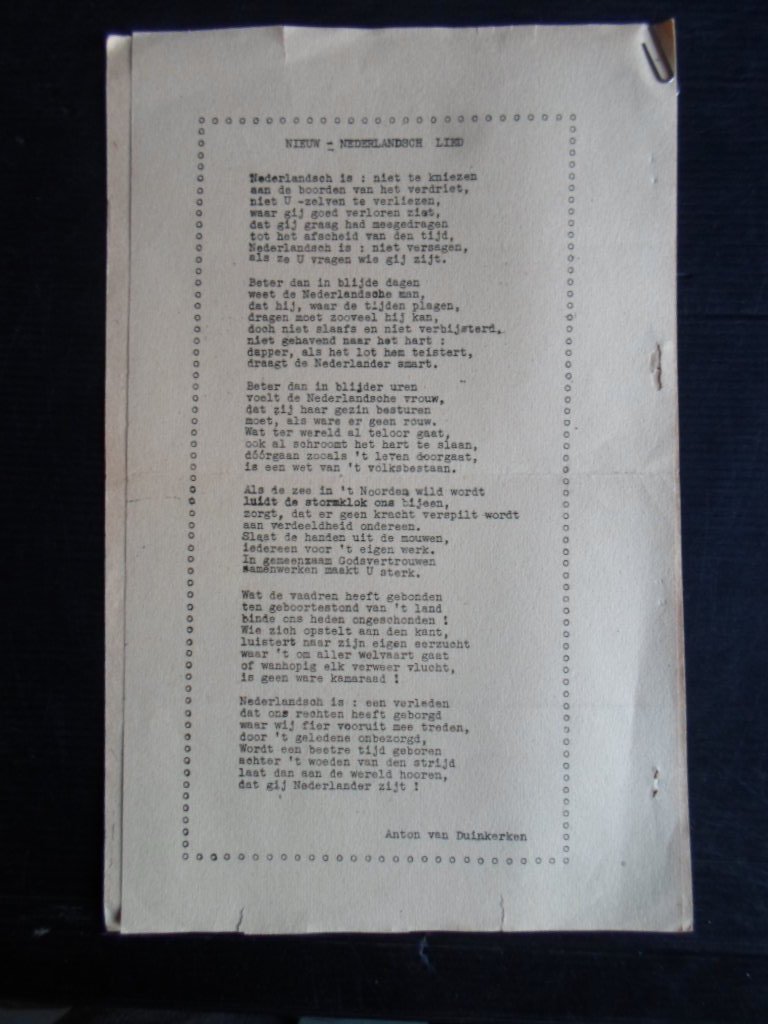 NIEUW - NEDERLANDSCH LIED
Nederlandsch is : niet te kniezen
aan de boorden van het verdriet,
niet U -zelven te verliezen,
waar gij goed verloren ziet,
dat gij graag had meegedragen
tot het afscheid van den tijd,
Nederlandsch is : niet versagen,
als ze U vragen wie gij zijt.
Beter dan in blijde dagen
weet de Nederlandsche man,
dat hij, waar de tijden plagen,
dragen moet zooveel hij kan,
doch niet slaafs en niet verbijsterd,
niet gehavend naar het hart :
dapper, als het lot hem teistert,
draagt de Nederlander smart.
Beter dan in blijder uren
voelt de Nederlandsche vrouw,
dat zij haar gezin besturen
moet, als ware er geen rouw.
Wat ter wereld al teloor gaat,
ook al schroomt het hart te slaan,
dóórgaan zooals 't leven doorgaat,
is een wet van 't volksbestaan.
Als de zee in 't Noorden wild wordt
luidt de stormklok ons bijeen,
zorgt, dat er geen kracht verspilt wordt
aan verdeeldheid ondereen.
Slaat de handen uit de mouwen,
iedereen voor 't eigen werk.
In gemeenzaam Godsvertrouwen
samenwerken maakt U sterk.
Wat de vaadren heeft gebonden
ten geboortestond van 't land
binde ons heden ongeschonden !
Wie zich opstelt aan den kant,
luistert naar zijn eigen eerzucht
waar 't om aller welvaart gaat
of wanhopig elk verweer vlucht,
is geen ware kamaraad !
Nederlandsch is : een verleden
dat ons rechten heeft geborgd
waar wij fier vooruit mee treden,
door 't geledene onbezorgd,
Wordt een beetre tijd geboren
achter 't woeden van den strijd
laat dan aan de wereld hooren,
dat gij Nederlander zijt !
Anton van Duinkerken